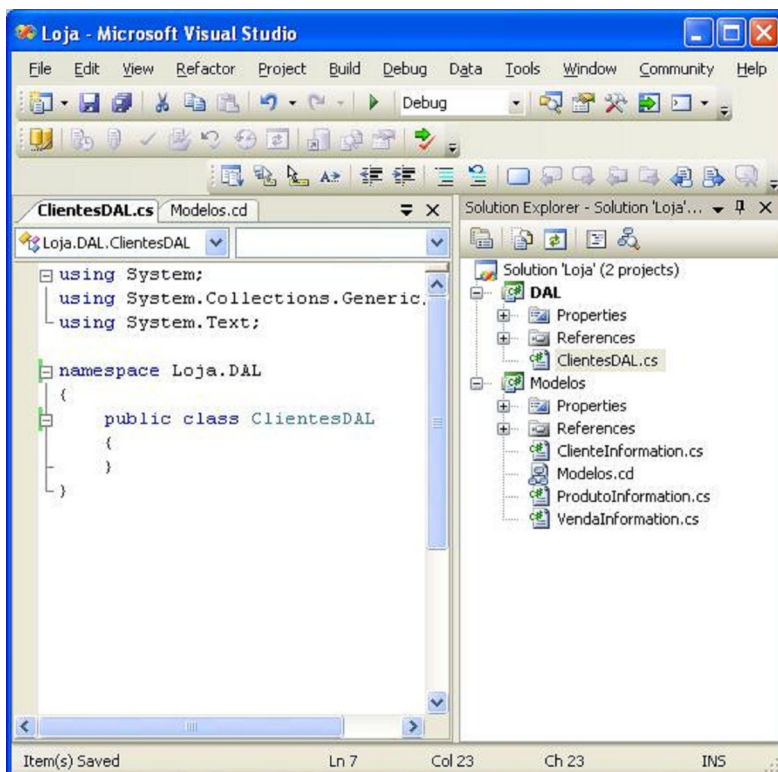 Loja - Microsoft Visual Studio
File Edit View Refactor Project Build Debug Data Tools Window Community Help
Debug
ClientesDAL.cs Modelos.cd
Loja.DAL.ClientesDAL
using System;
using System.Collections.Generic;
using System.Text;
namespace Loja.DAL
{
public class ClientesDAL
{
}
}
Solution Explorer - Solution 'Loja'...
Solution 'Loja' (2 projects)
DAL
Properties
References
ClientesDAL.cs
Modelos
Properties
References
ClienteInformation.cs
Modelos.cd
ProdutoInformation.cs
VendaInformation.cs
Item(s) Saved Ln 7 Col 23 Ch 23 INS